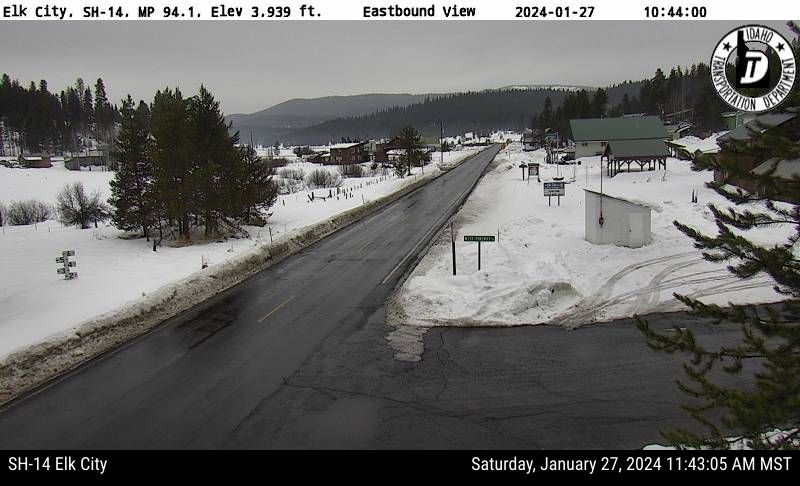 Elk City, SH-14, MP 94.1, Elev 3,939 ft. Eastbound View 2024-01-27 10:44:00
IDAHO
TRANSPORTATION DEPARTMENT
SH-14 Elk City Saturday, January 27, 2024 11:43:05 AM MST